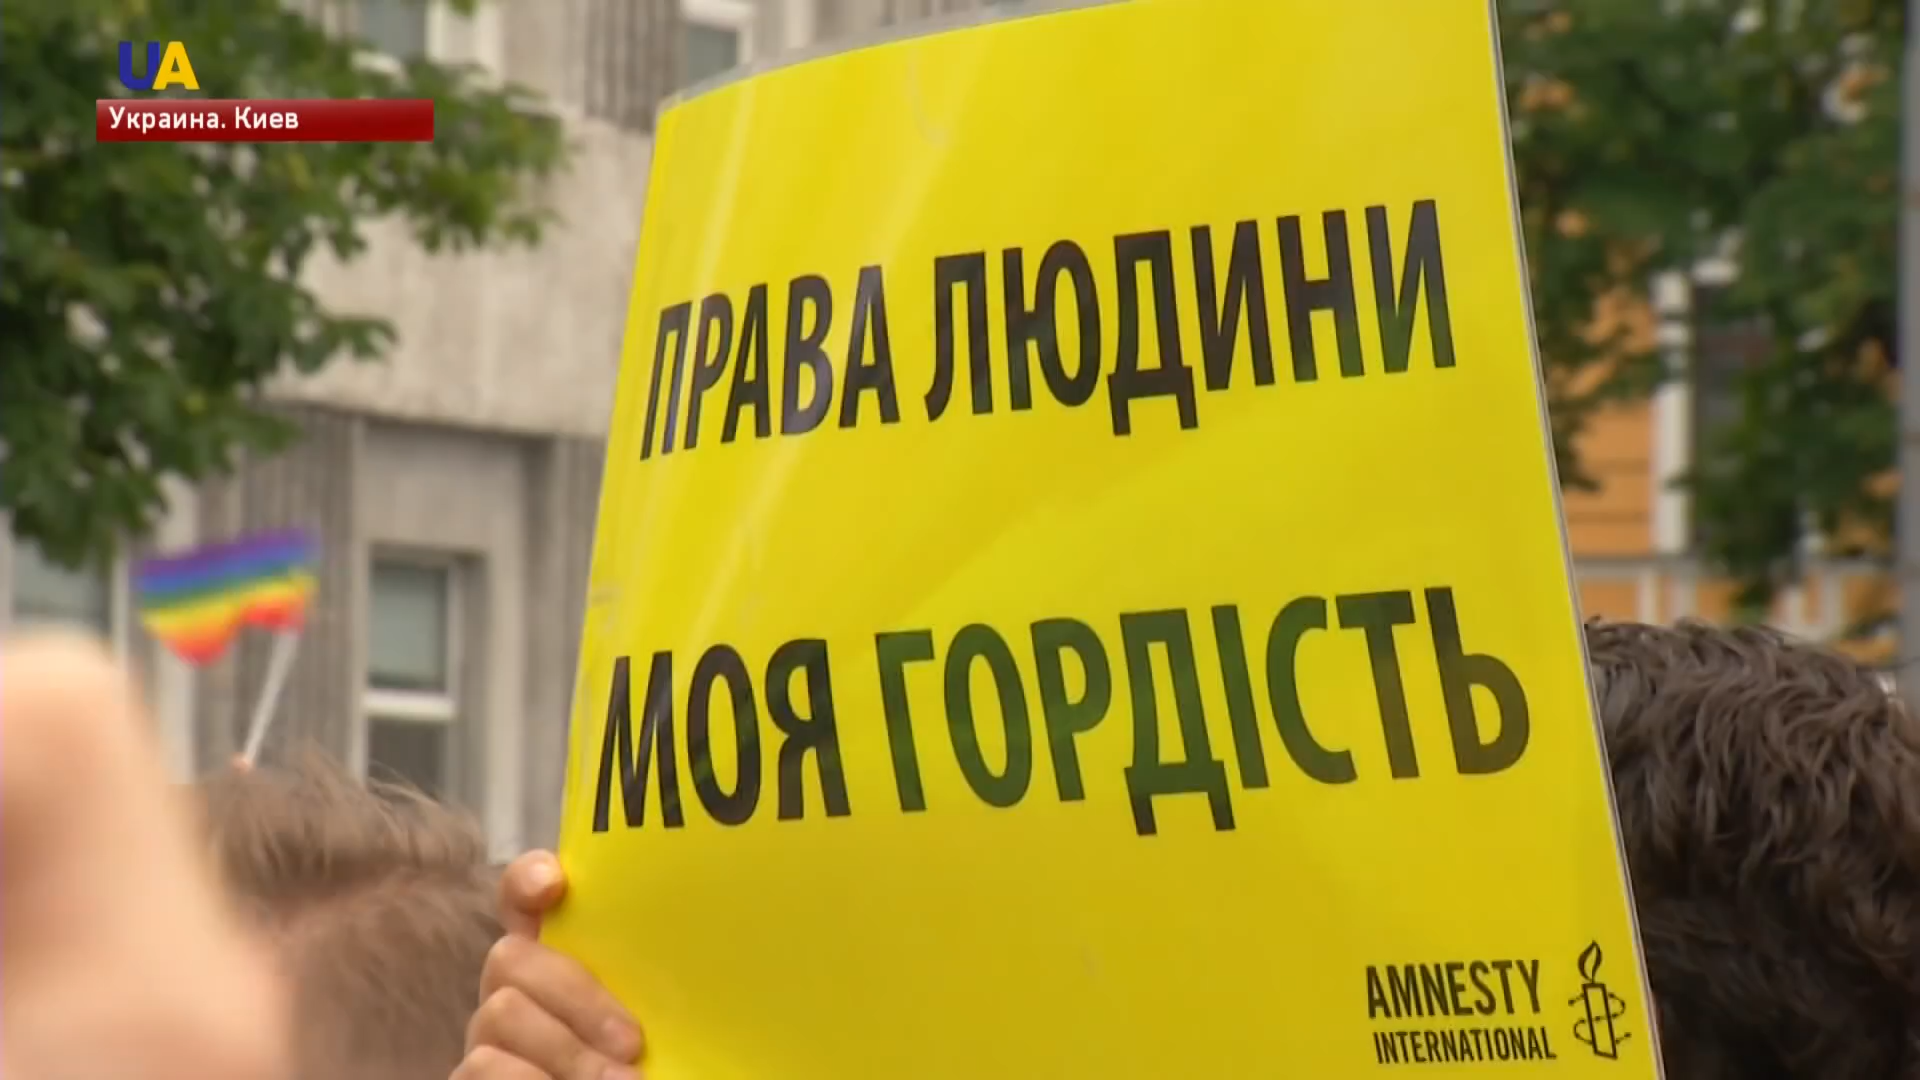 UA
Украина. Киев
ПРАВА ЛЮДИНИ
МОЯ ГОРДІСТЬ
AMNESTY
INTERNATIONAL